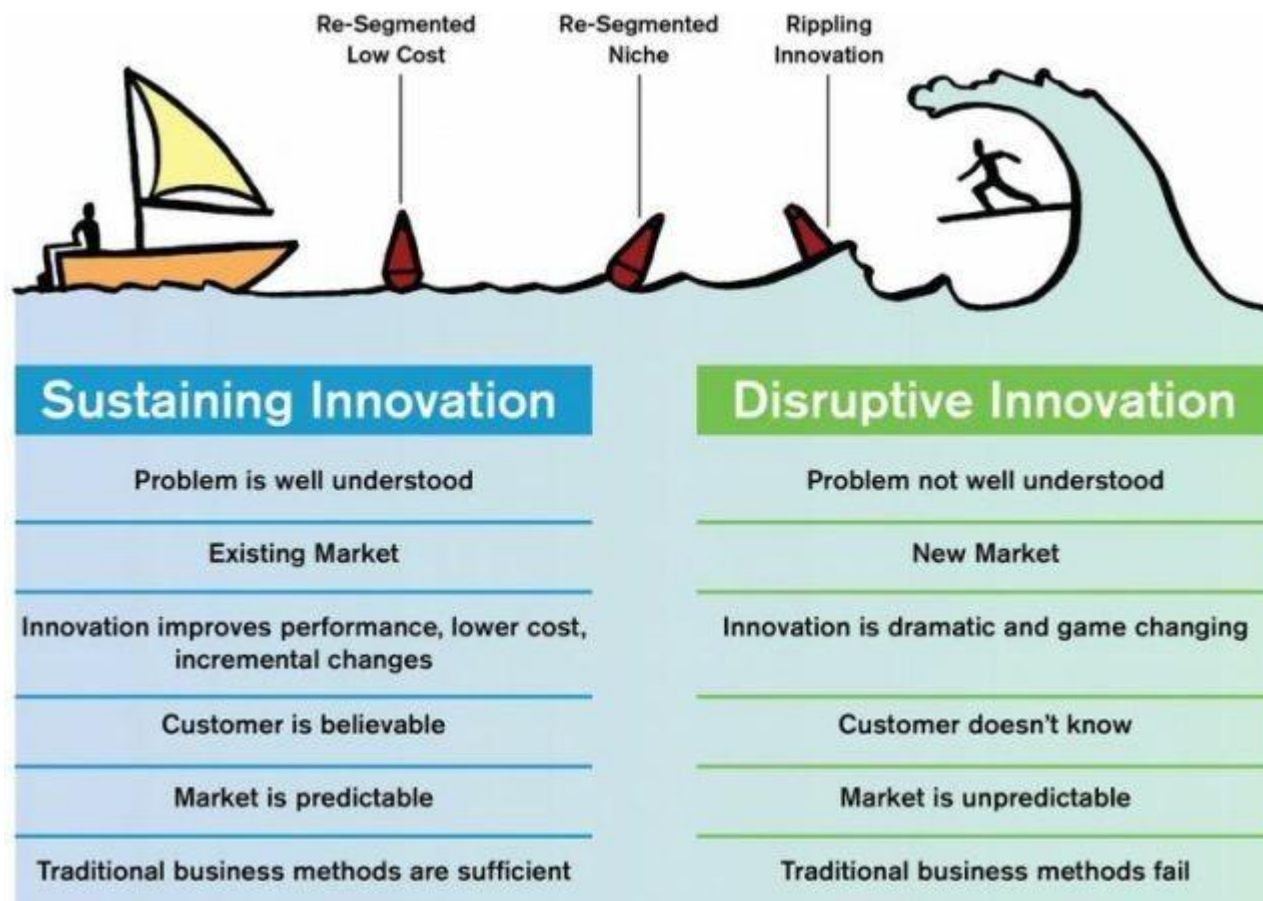 Re-Segmented
Low Cost
Re-Segmented
Niche
Rippling
Innovation
Sustaining Innovation
Problem is well understood
Existing Market
Innovation improves performance, lower cost,
incremental changes
Customer is believable
Market is predictable
Traditional business methods are sufficient
Disruptive Innovation
Problem not well understood
New Market
Innovation is dramatic and game changing
Customer doesn't know
Market is unpredictable
Traditional business methods fail